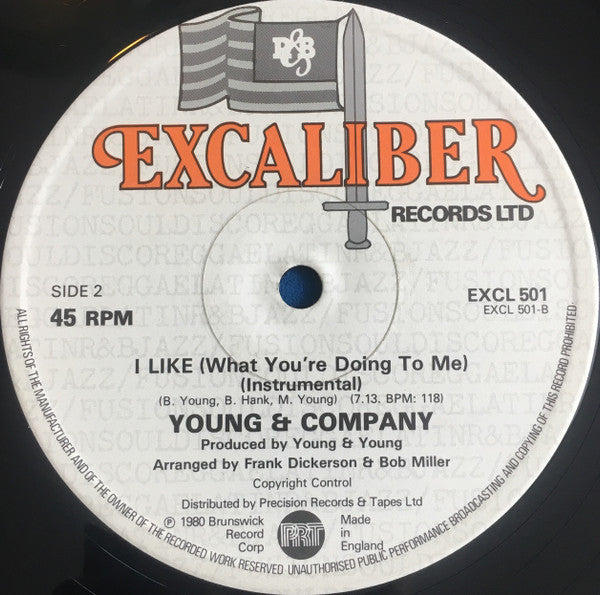 R&B
EXCALIBER
RECORDS LTD
SIDE 2
45 RPM
EXCL 501
EXCL 501-B
I LIKE (What You're Doing To Me)
(Instrumental)
(B. Young, B. Hank, M. Young) (7.13. BPM: 118)
YOUNG & COMPANY
Produced by Young & Young
Arranged by Frank Dickerson & Bob Miller
Copyright Control
Distributed by Precision Records & Tapes Ltd
℗ 1980 Brunswick
Record
Corp
PRT
Made
in
England
ALL RIGHTS OF THE MANUFACTURER AND OF THE OWNER OF THE RECORDED WORK RESERVED UNAUTHORISED PUBLIC PERFORMANCE BROADCASTING AND COPYING OF THIS RECORD PROHIBITED